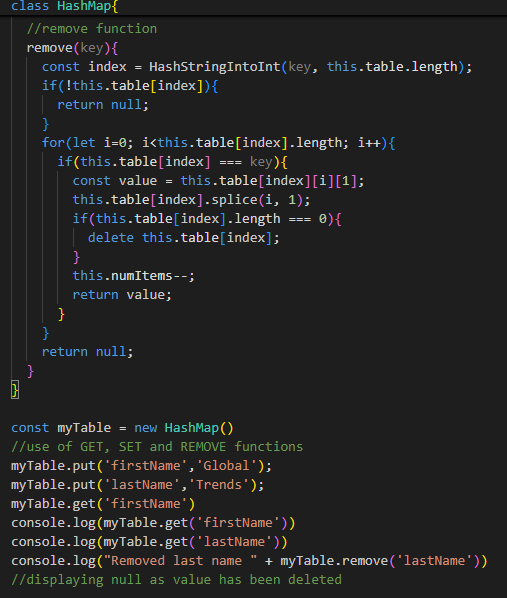 class HashMap{
//remove function
remove(key){
const index = HashStringIntoInt(key, this.table.length);
if(!this.table[index]){
return null;
}
for(let i=0; i<this.table[index].length; i++){
if(this.table[index] === key){
const value = this.table[index][i][1];
this.table[index].splice(i, 1);
if(this.table[index].length === 0){
delete this.table[index];
}
this.numItems--;
return value;
}
}
return null;
}
}
const myTable = new HashMap()
//use of GET, SET and REMOVE functions
myTable.put('firstName','Global');
myTable.put('lastName','Trends');
myTable.get('firstName')
console.log(myTable.get('firstName'))
console.log(myTable.get('lastName'))
console.log("Removed last name " + myTable.remove('lastName'))
//displaying null as value has been deleted